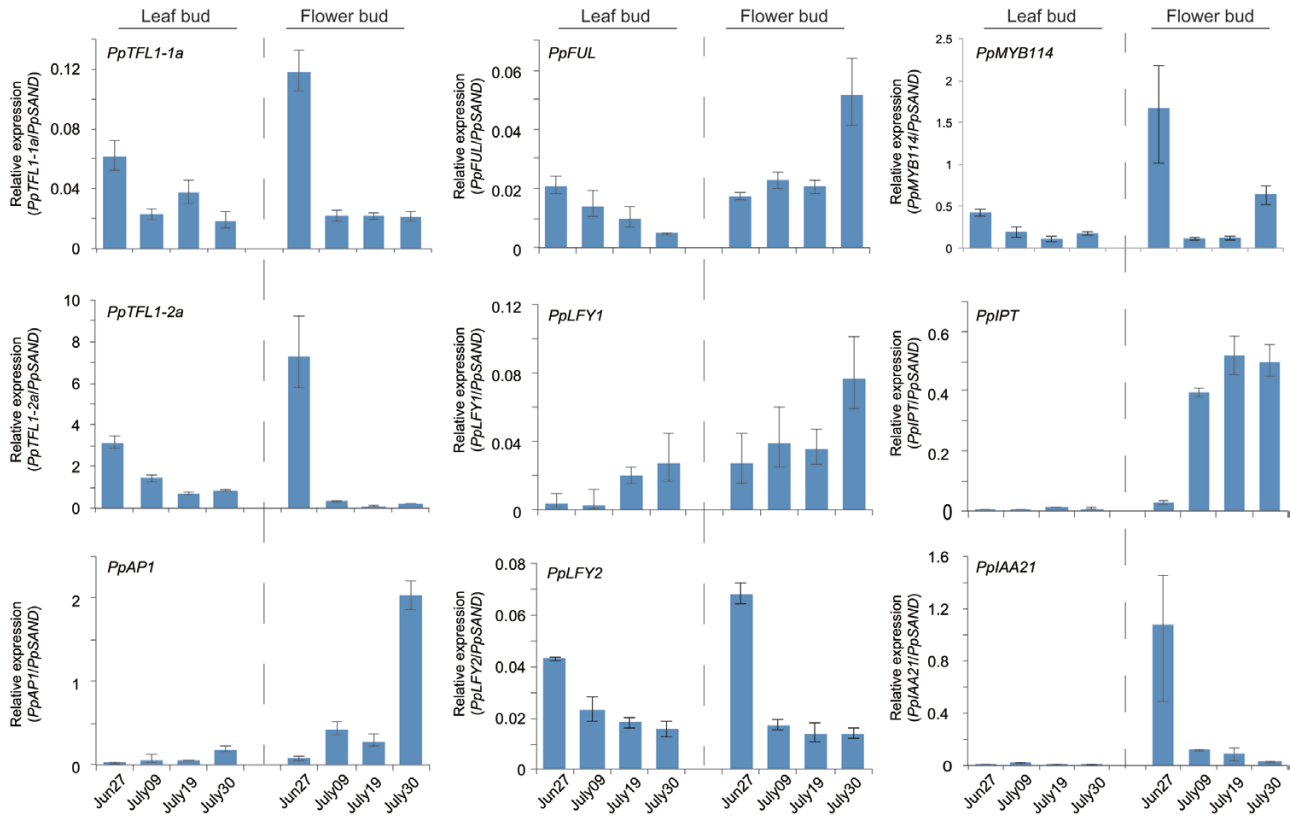 Leaf bud
Flower bud
Leaf bud
Flower bud
Leaf bud
Flower bud
PpTFL1-1a
Relative expression
(PpTFL1-1a/PpSAND)
0.12
0.08
0.04
0
PpFUL
Relative expression
(PpFUL/PpSAND)
0.06
0.04
0.02
0
PpMYB114
Relative expression
(PpMYB114/PpSAND)
2.5
2
1.5
1
0.5
0
PpTFL1-2a
Relative expression
(PpTFL1-2a/PpSAND)
10
8
6
4
2
0
PpLFY1
Relative expression
(PpLFY1/PpSAND)
0.12
0.08
0.04
0
PpIPT
Relative expression
(PpIPT/PpSAND)
0.6
0.4
0.2
0
PpAP1
Relative expression
(PpAP1/PpSAND)
2
1
0
Jun27
July09
July19
July30
Jun27
July09
July19
July30
PpLFY2
Relative expression
(PpLFY2/PpSAND)
0.08
0.06
0.04
0.02
0
Jun27
July09
July19
July30
Jun27
July09
July19
July30
PpIAA21
Relative expression
(PpIAA21/PpSAND)
1.6
1.2
0.8
0.4
0
Jun27
July09
July19
July30
Jun27
July09
July19
July30